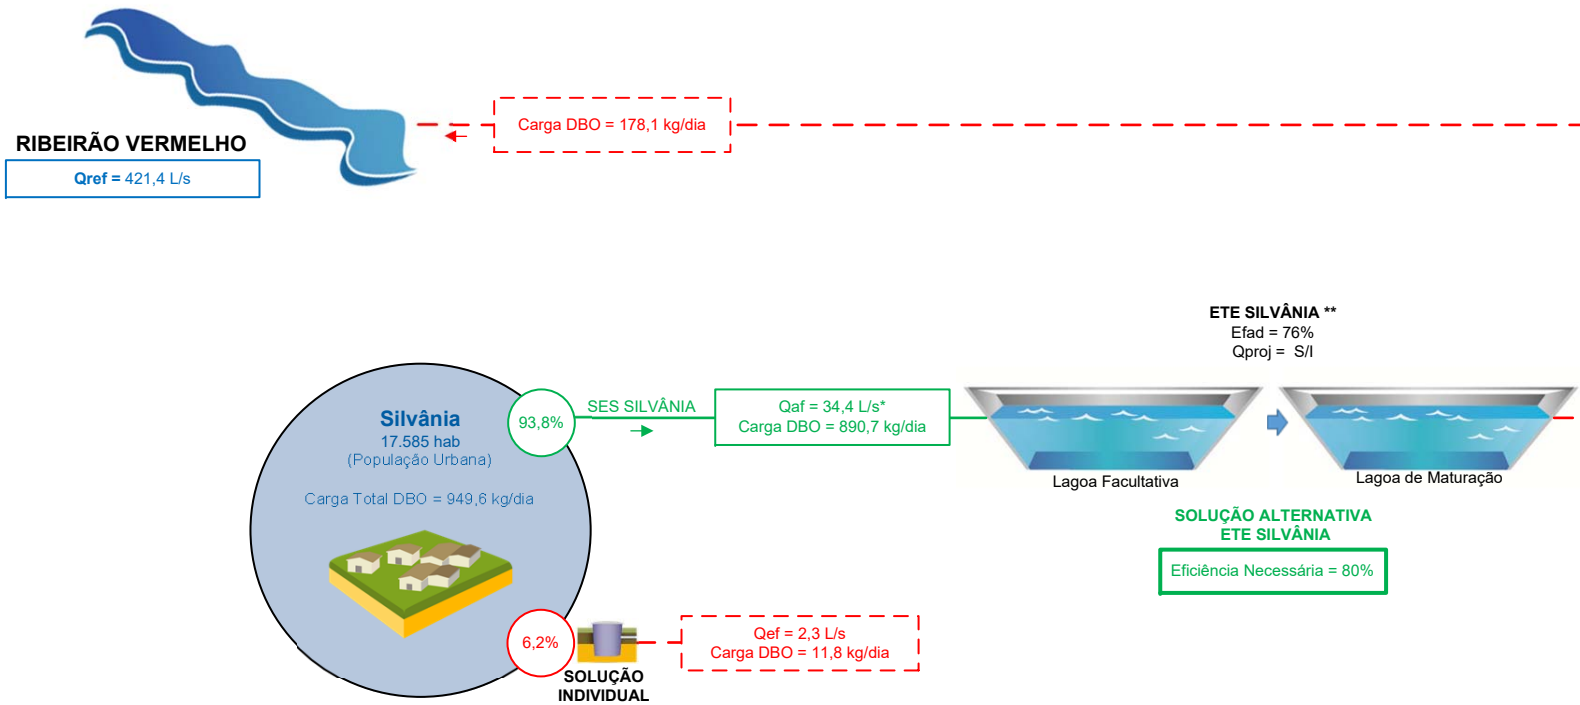 RIBEIRÃO VERMELHO
Qref = 421,4 L/s
Carga DBO = 178,1 kg/dia
ETE SILVÂNIA **
Efad = 76%
Qproj = S/I
Silvânia
17.585 hab
(População Urbana)
Carga Total DBO = 949,6 kg/dia
93,8%
SES SILVÂNIA
Qaf = 34,4 L/s*
Carga DBO = 890,7 kg/dia
Lagoa Facultativa
Lagoa de Maturação
SOLUÇÃO ALTERNATIVA
ETE SILVÂNIA
Eficiência Necessária = 80%
6,2%
SOLUÇÃO
INDIVIDUAL
Qef = 2,3 L/s
Carga DBO = 11,8 kg/dia